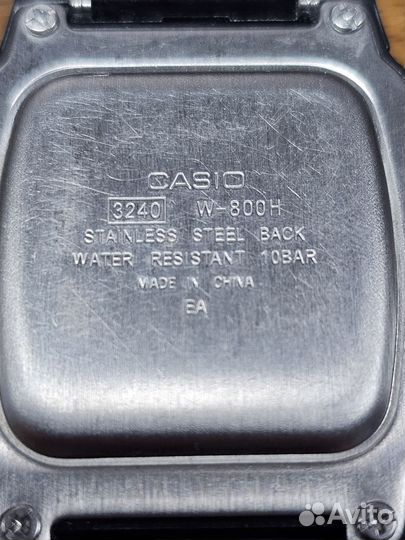 CASIO
3240 W-800H
STAINLESS STEEL BACK
WATER RESISTANT 10BAR
MADE IN CHINA
EA
Avito